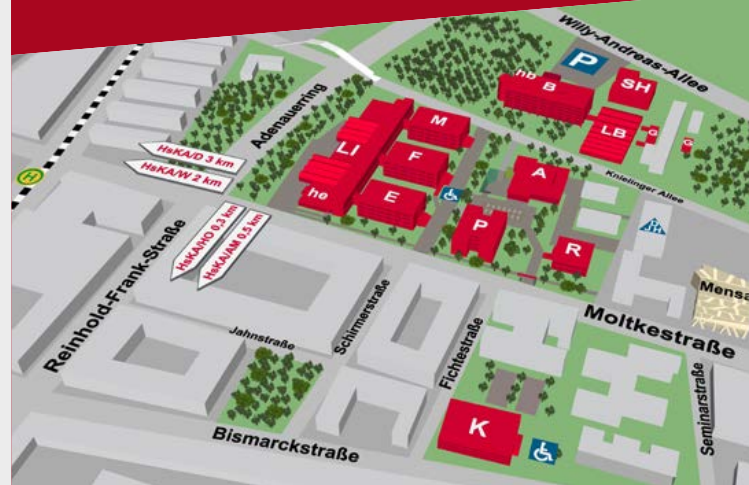 Willy-Andreas-Allee
P
hb
B
SH
Adenauerring
M
LB
G
G
HsKA/D 3 km
HsKA/W 2 km
LI
F
A
Knielinger Allee
H
he
E
P
R
HsKA/HO 0.3 km
HsKA/AM 0.5 km
Mensa
Reinhold-Frank-Straße
Jahnstraße
Schirmerstraße
Fichtestraße
Moltkestraße
Seminarstraße
K
Bismarckstraße